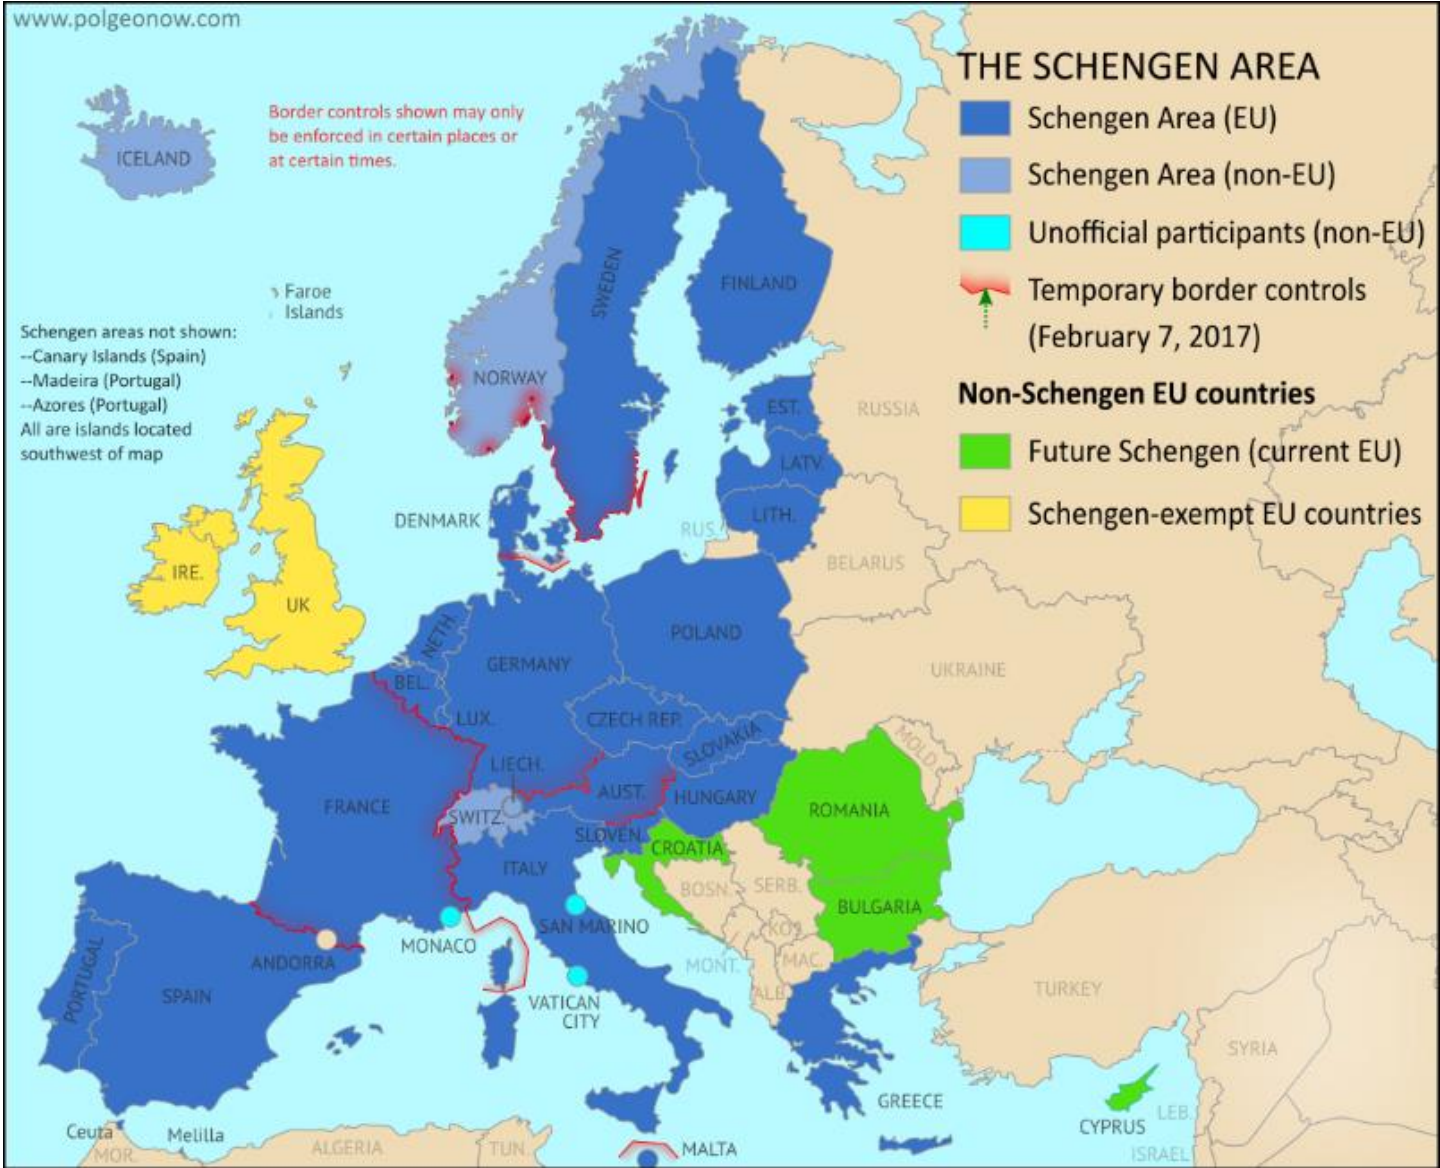 www.polgeonow.com
THE SCHENGEN AREA
Schengen Area (EU)
Schengen Area (non-EU)
Unofficial participants (non-EU)
Temporary border controls
(February 7, 2017)
Non-Schengen EU countries
Future Schengen (current EU)
Schengen-exempt EU countries
Border controls shown may only
be enforced in certain places or
at certain times.
ICELAND
Faroe
Islands
Schengen areas not shown:
--Canary Islands (Spain)
--Madeira (Portugal)
--Azores (Portugal)
All are islands located
southwest of map
SWEDEN
FINLAND
NORWAY
EST.
RUSSIA
LATV.
LITH.
DENMARK
RUS.
BELARUS
IRE.
UK
NETH.
POLAND
GERMANY
UKRAINE
BEL.
LUX.
CZECH REP.
SLOVAKIA
MOLD.
LIECH.
AUST.
HUNGARY
FRANCE
SWITZ.
ROMANIA
SLOVEN.
CROATIA
ITALY
BOSN.
SERB.
BULGARIA
SAN MARINO
KOS.
MONACO
ANDORRA
MONT.
MAC.
PORTUGAL
SPAIN
VATICAN
CITY
ALB.
TURKEY
SYRIA
GREECE
CYPRUS
LEB.
Ceuta
Melilla
MOR.
ALGERIA
TUN.
MALTA
ISRAEL